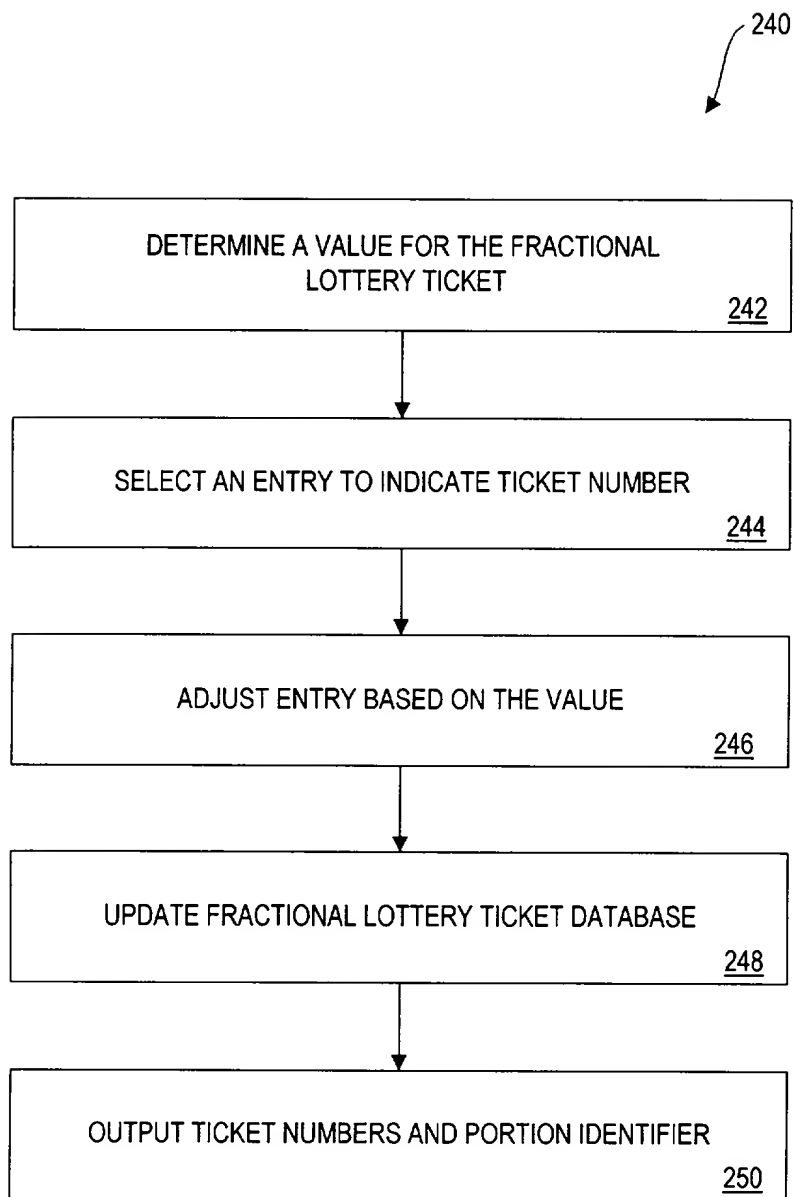 240
DETERMINE A VALUE FOR THE FRACTIONAL
LOTTERY TICKET
242
SELECT AN ENTRY TO INDICATE TICKET NUMBER
244
ADJUST ENTRY BASED ON THE VALUE
246
UPDATE FRACTIONAL LOTTERY TICKET DATABASE
248
OUTPUT TICKET NUMBERS AND PORTION IDENTIFIER
250